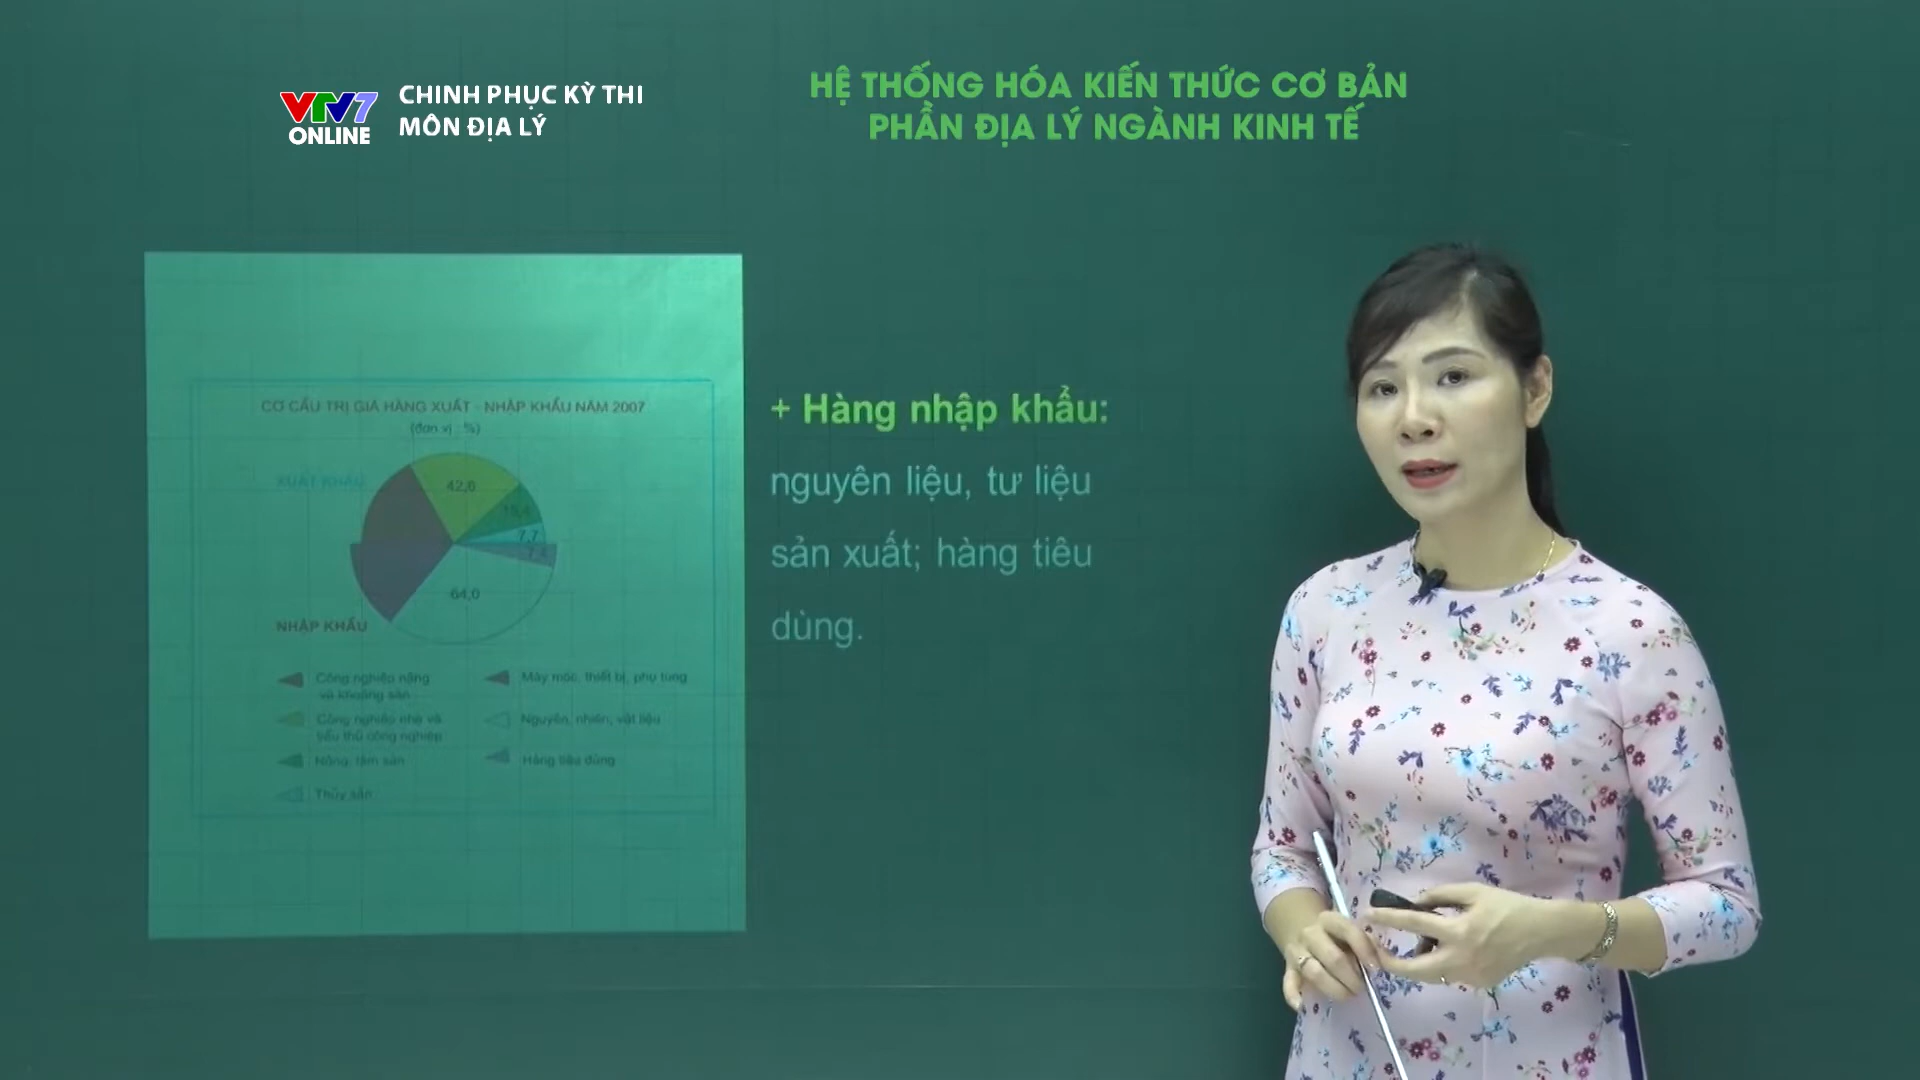 VTV7
ONLINE
CHINH PHỤC KỲ THI
MÔN ĐỊA LÝ
HỆ THỐNG HÓA KIẾN THỨC CƠ BẢN
PHẦN ĐỊA LÝ NGÀNH KINH TẾ
CƠ CẤU TRỊ GIÁ HÀNG XUẤT - NHẬP KHẨU NĂM 2007
(đơn vị : %)
XUẤT KHẨU
42,0
7,7
64,0
NHẬP KHẨU
Công nghiệp nặng
và khoáng sản
Máy móc, thiết bị, phụ tùng
Công nghiệp nhẹ và
tiểu thủ công nghiệp
Nguyên, nhiên, vật liệu
Nông, lâm sản
Hàng tiêu dùng
Thủy sản
+ Hàng nhập khẩu:
nguyên liệu, tư liệu
sản xuất; hàng tiêu
dùng.